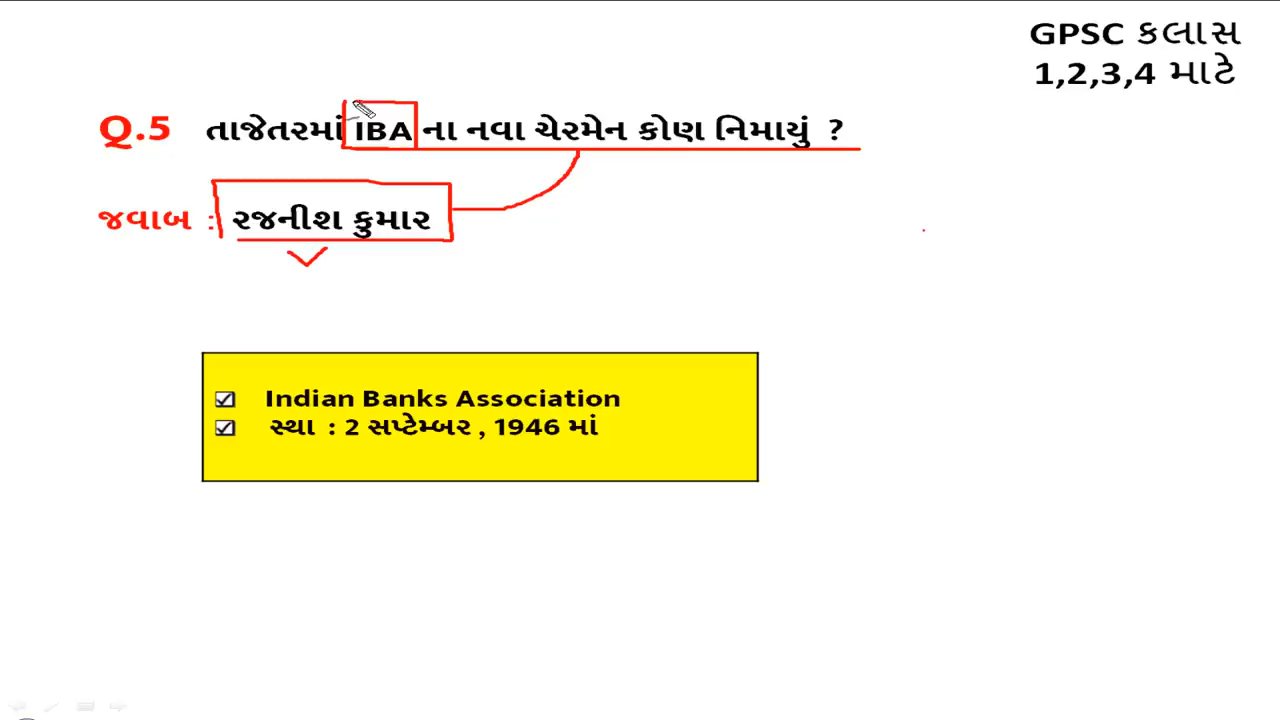 GPSC કલાસ
1,2,3,4 માટે
Q.5 તાજેતરમાં IBA ના નવા ચેરમેન કોણ નિમાયું ?
જવાબ : રજનીશ કુમાર
Indian Banks Association
સ્થા : 2 સપ્ટેમ્બર , 1946 માં